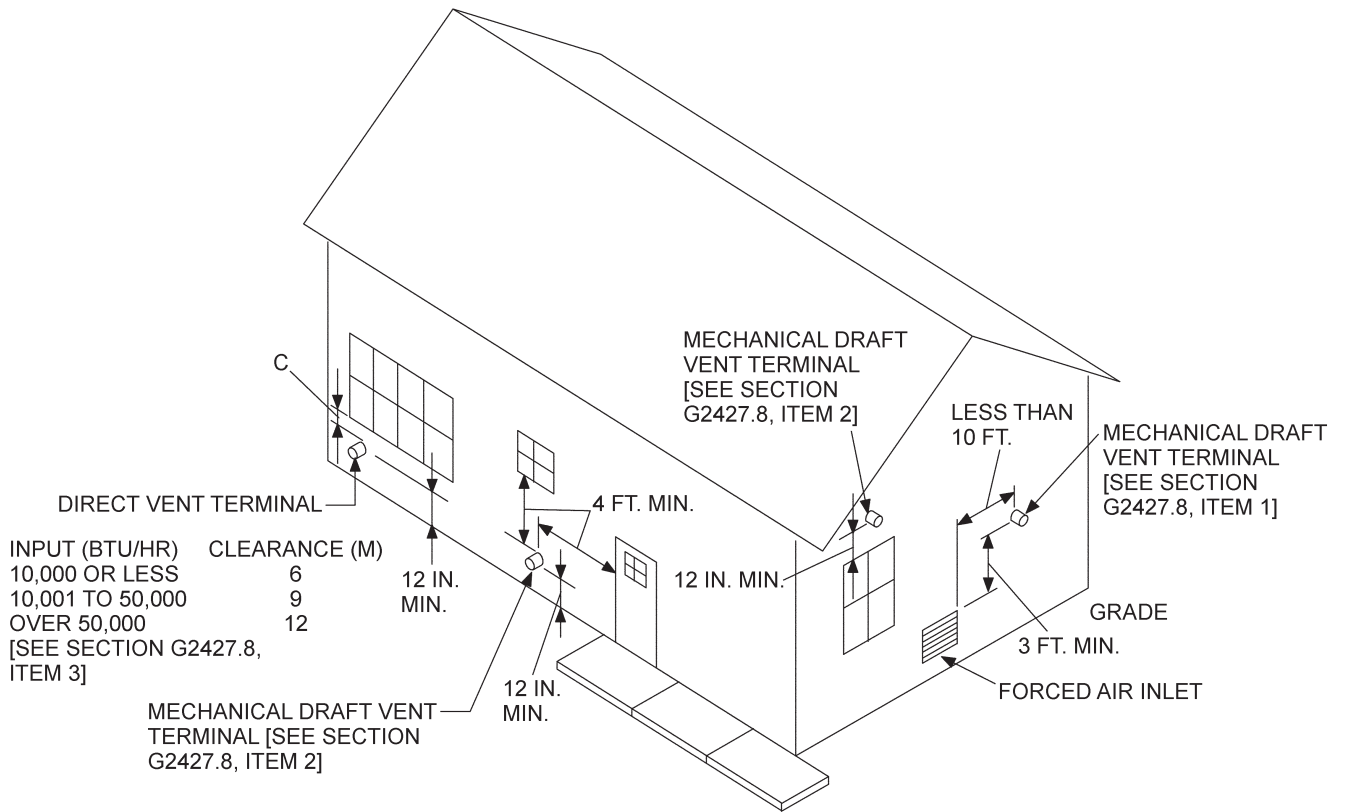 MECHANICAL DRAFT
VENT TERMINAL
[SEE SECTION
G2427.8, ITEM 2]
C
LESS THAN
10 FT.
MECHANICAL DRAFT
VENT TERMINAL
[SEE SECTION
G2427.8, ITEM 1]
DIRECT VENT TERMINAL
4 FT. MIN.
INPUT (BTU/HR) CLEARANCE (M)
10,000 OR LESS 6
10,001 TO 50,000 9
OVER 50,000 12
[SEE SECTION G2427.8,
ITEM 3]
12 IN.
MIN.
12 IN. MIN.
GRADE
3 FT. MIN.
FORCED AIR INLET
12 IN.
MIN.
MECHANICAL DRAFT VENT
TERMINAL [SEE SECTION
G2427.8, ITEM 2]